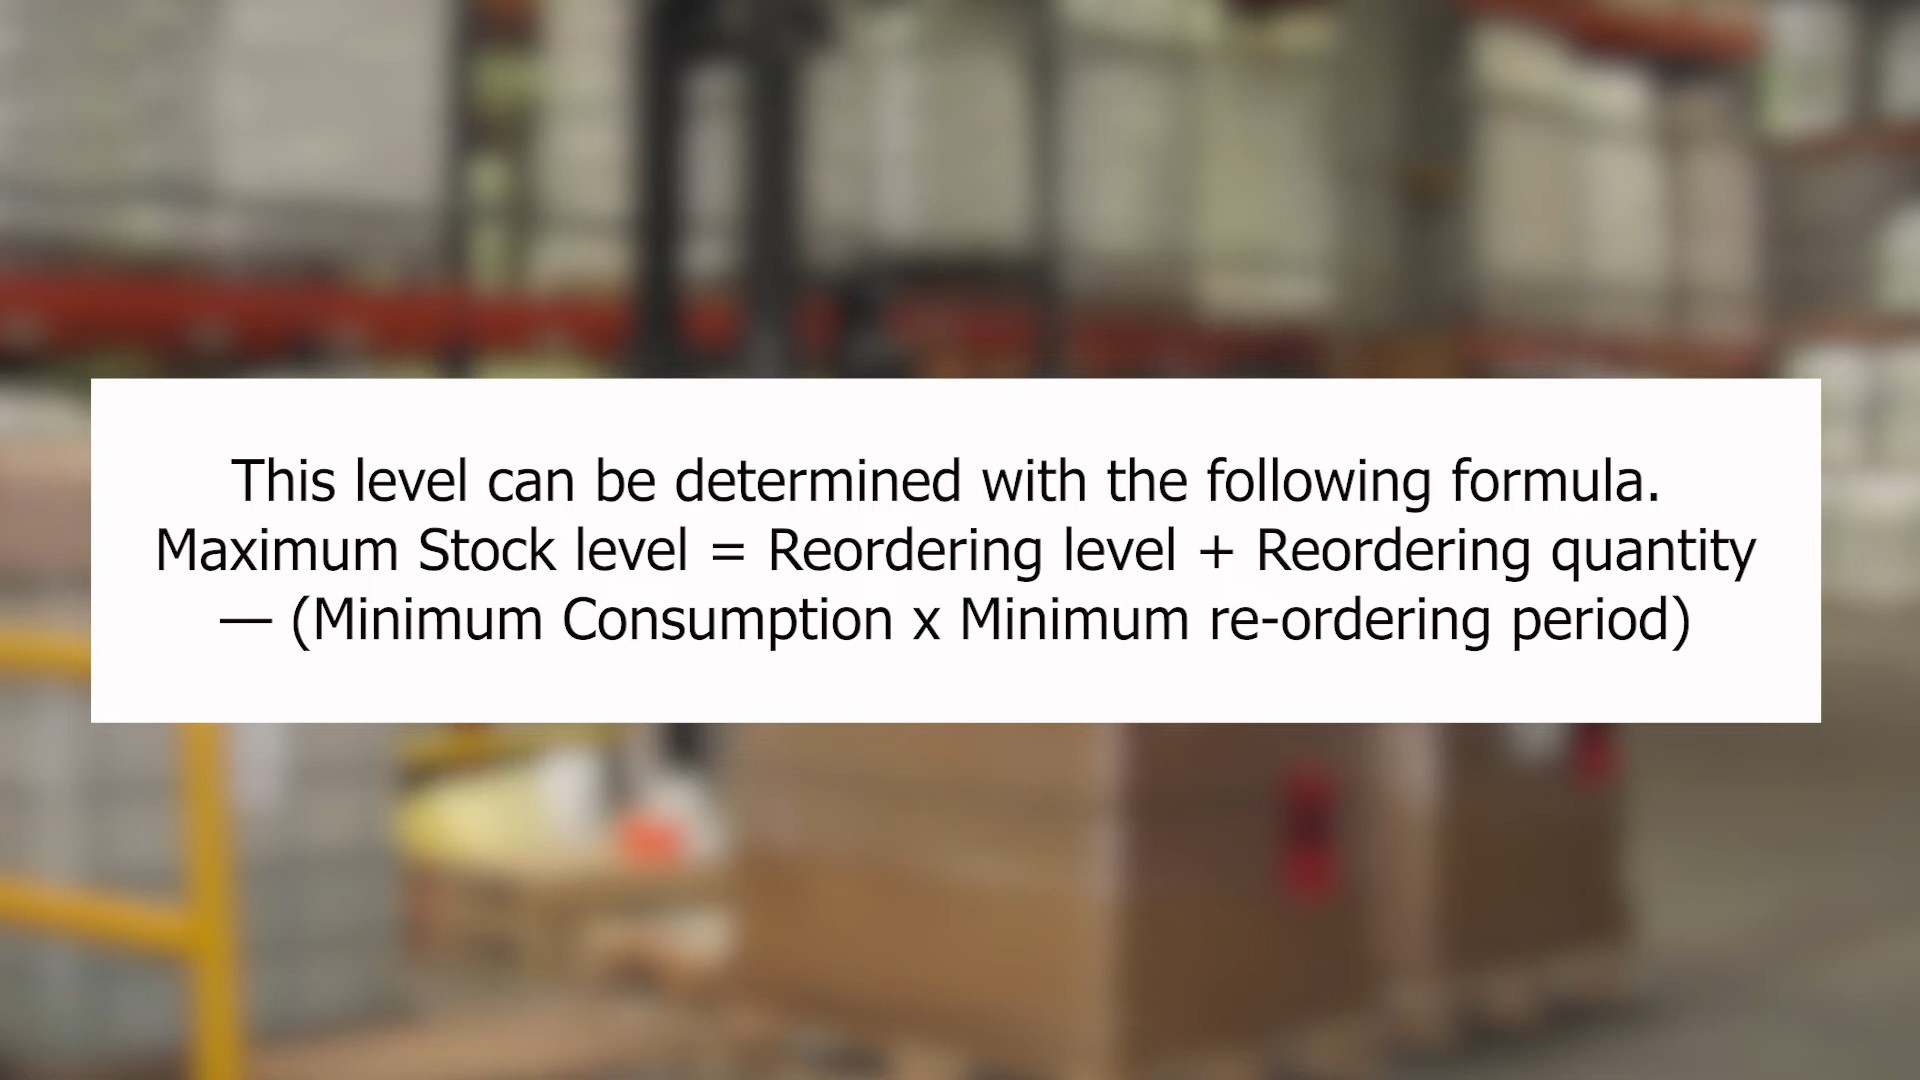 This level can be determined with the following formula.
Maximum Stock level = Reordering level + Reordering quantity
— (Minimum Consumption x Minimum re-ordering period)